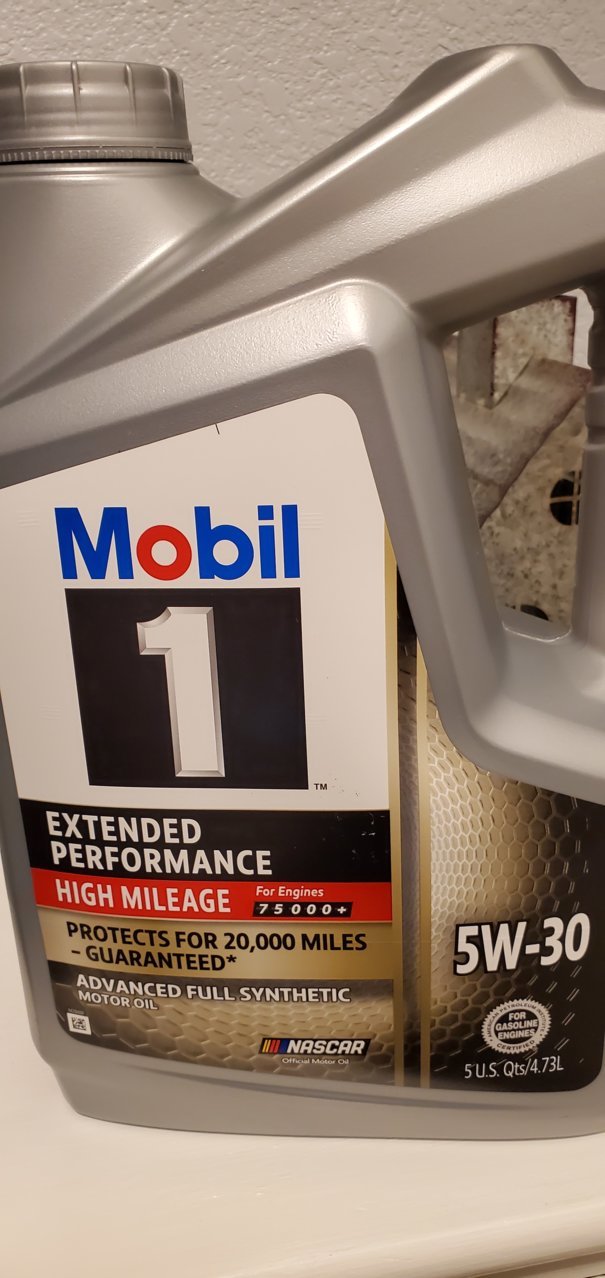 Mobil
1
TM
EXTENDED
PERFORMANCE
HIGH MILEAGE
For Engines
75000+
PROTECTS FOR 20,000 MILES
– GUARANTEED*
ADVANCED FULL SYNTHETIC
MOTOR OIL
NASCAR
Official Motor Oil
5W-30
FOR
GASOLINE
ENGINES
CERTIFIED
5 U.S. Qts/4.73L